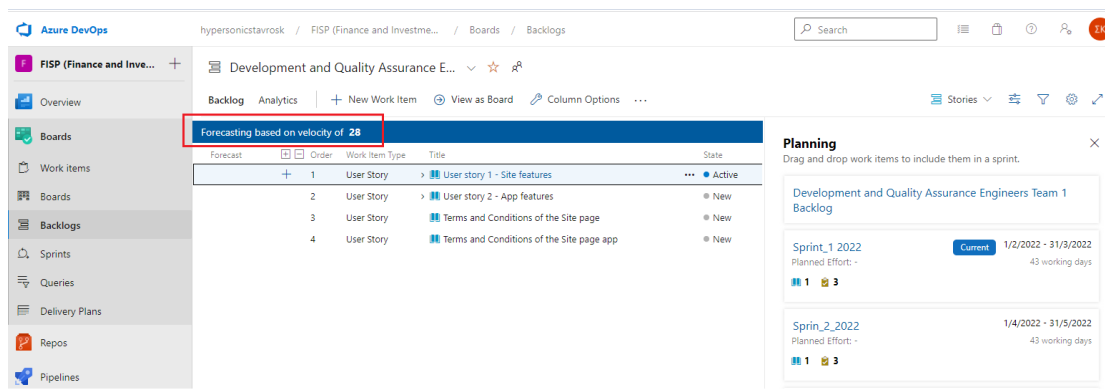 Azure DevOps
hypersonicstavrosk / FISP (Finance and Investme... / Boards / Backlogs
Search
ΣK
F FISP (Finance and Inve... +
Development and Quality Assurance E...
Overview
Backlog Analytics + New Work Item View as Board Column Options ...
Stories
Boards
Forecasting based on velocity of 28
Forecast + - Order Work Item Type Title State
Work items
+ 1 User Story > User story 1 - Site features ... Active
Boards
2 User Story > User story 2 - App features New
Backlogs
3 User Story Terms and Conditions of the Site page New
4 User Story Terms and Conditions of the Site page app New
Sprints
Queries
Delivery Plans
Repos
Pipelines
Planning
Drag and drop work items to include them in a sprint.
Development and Quality Assurance Engineers Team 1
Backlog
Sprint_1 2022 Current 1/2/2022 - 31/3/2022
Planned Effort: - 43 working days
1 3
Sprin_2_2022 1/4/2022 - 31/5/2022
Planned Effort: - 43 working days
1 3